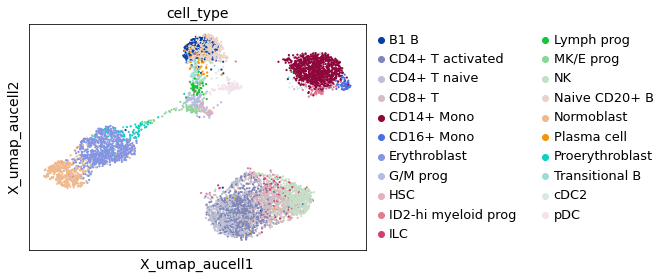 cell_type
X_umap_aucell2
X_umap_aucell1
B1 B
CD4+ T activated
CD4+ T naive
CD8+ T
CD14+ Mono
CD16+ Mono
Erythroblast
G/M prog
HSC
ID2-hi myeloid prog
ILC
Lymph prog
MK/E prog
NK
Naive CD20+ B
Normoblast
Plasma cell
Proerythroblast
Transitional B
cDC2
pDC